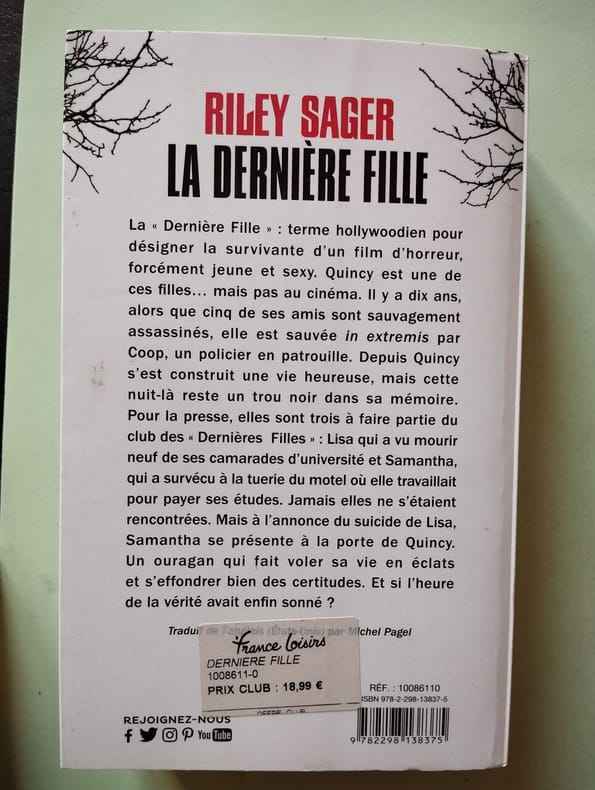 RILEY SAGER
LA DERNIÈRE FILLE
La « Dernière Fille » : terme hollywoodien pour
désigner la survivante d'un film d'horreur,
forcément jeune et sexy. Quincy est une de
ces filles... mais pas au cinéma. Il y a dix ans,
alors que cinq de ses amis sont sauvagement
assassinés, elle est sauvée in extremis par
Coop, un policier en patrouille. Depuis Quincy
s'est construit une vie heureuse, mais cette
nuit-là reste un trou noir dans sa mémoire.
Pour la presse, elles sont trois à faire partie du
club des « Dernières Filles » : Lisa qui a vu mourir
neuf de ses camarades d'université et Samantha,
qui a survécu à la tuerie du motel où elle travaillait
pour payer ses études. Jamais elles ne s'étaient
rencontrées. Mais à l'annonce du suicide de Lisa,
Samantha se présente à la porte de Quincy.
Un ouragan qui fait voler sa vie en éclats
et s'effondrer bien des certitudes. Et si l'heure
de la vérité avait enfin sonné ?
Traduit de l'anglais (États-Unis) par Michel Pagel
France Loisirs
DERNIERE FILLE
1008611-0
PRIX CLUB : 18,99 €
OFFRE CLUB
RÉF. : 10086110
ISBN 978-2-298-13837-5
REJOIGNEZ-NOUS
You Tube
9 782298 138375